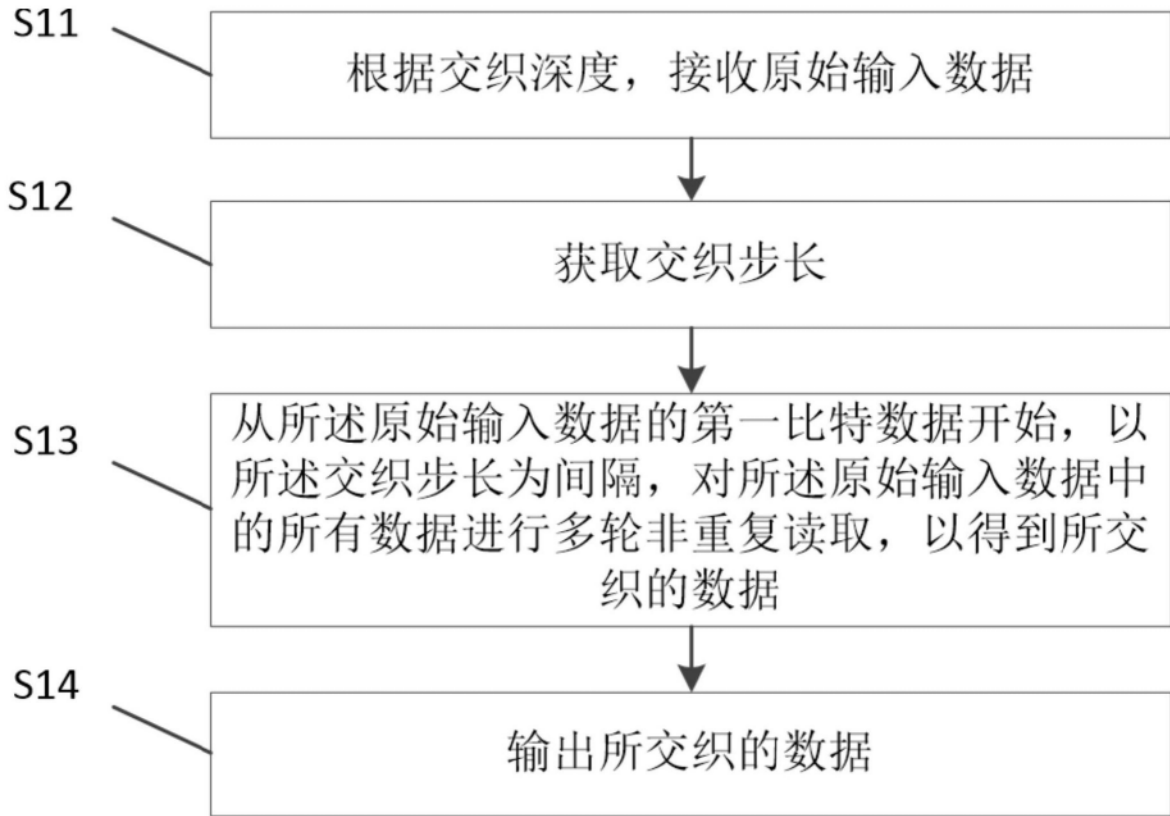 S11
根据交织深度，接收原始输入数据
S12
获取交织步长
S13
从所述原始输入数据的第一比特数据开始，以
所述交织步长为间隔，对所述原始输入数据中
的所有数据进行多轮非重复读取，以得到所交
织的数据
S14
输出所交织的数据